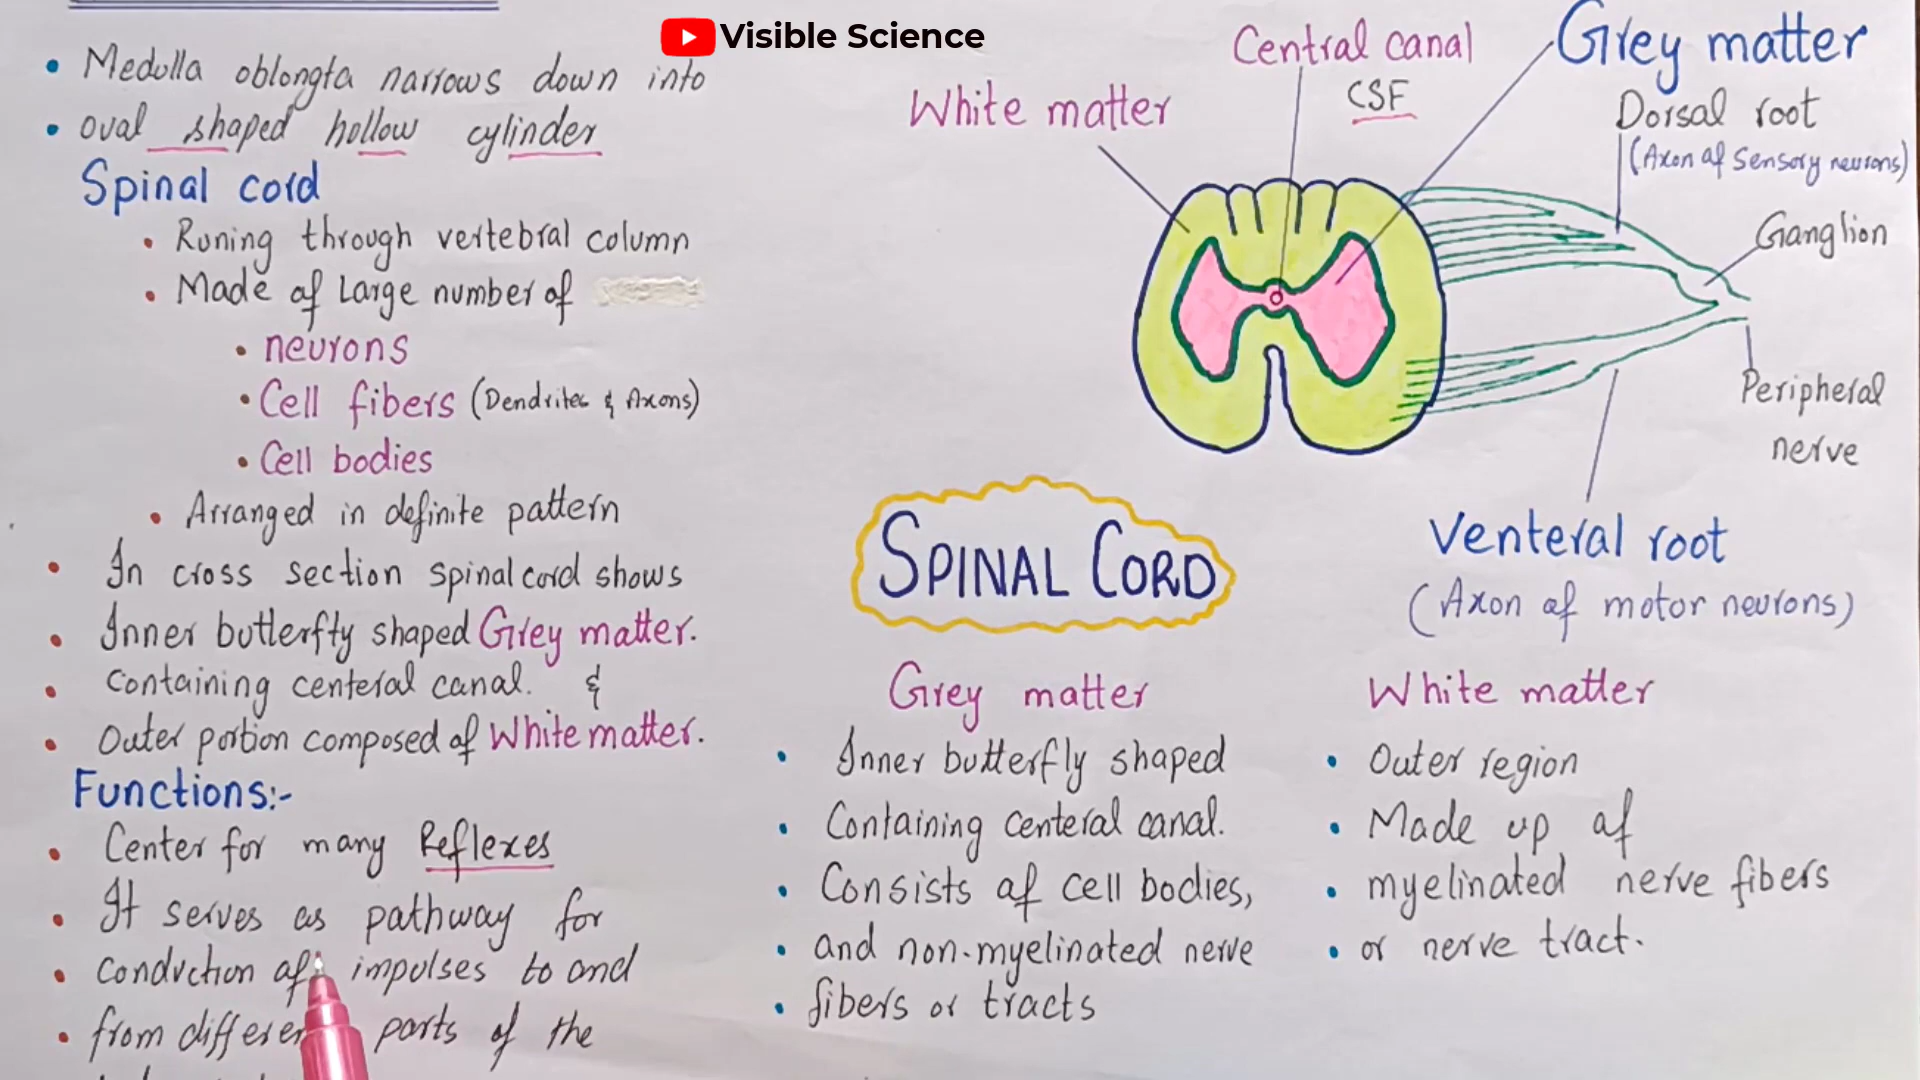 Visible Science
Medulla oblongta narrows down into
oval shaped hollow cylinder
Spinal cord
Runing through vertebral column
Made of Large number of
neurons
Cell fibers (Dendrites & Axons)
Cell bodies
Arranged in definite pattern
In cross section spinal cord shows
Inner butterfly shaped Grey matter.
containing centeral canal. &
Outer portion composed of White matter.
Functions:-
Center for many Reflexes
It serves as pathway for
conduction of impulses to and
from different parts of the
Central canal
CSF
Grey matter
White matter
Dorsal root
(Axon of sensory neurons)
Ganglion
Peripheral
nerve
Venteral root
(Axon of motor neurons)
SPINAL CORD
Grey matter
Inner butterfly shaped
Containing centeral canal.
Consists of cell bodies,
and non-myelinated nerve
fibers or tracts
White matter
Outer region
Made up of
myelinated nerve fibers
or nerve tract.